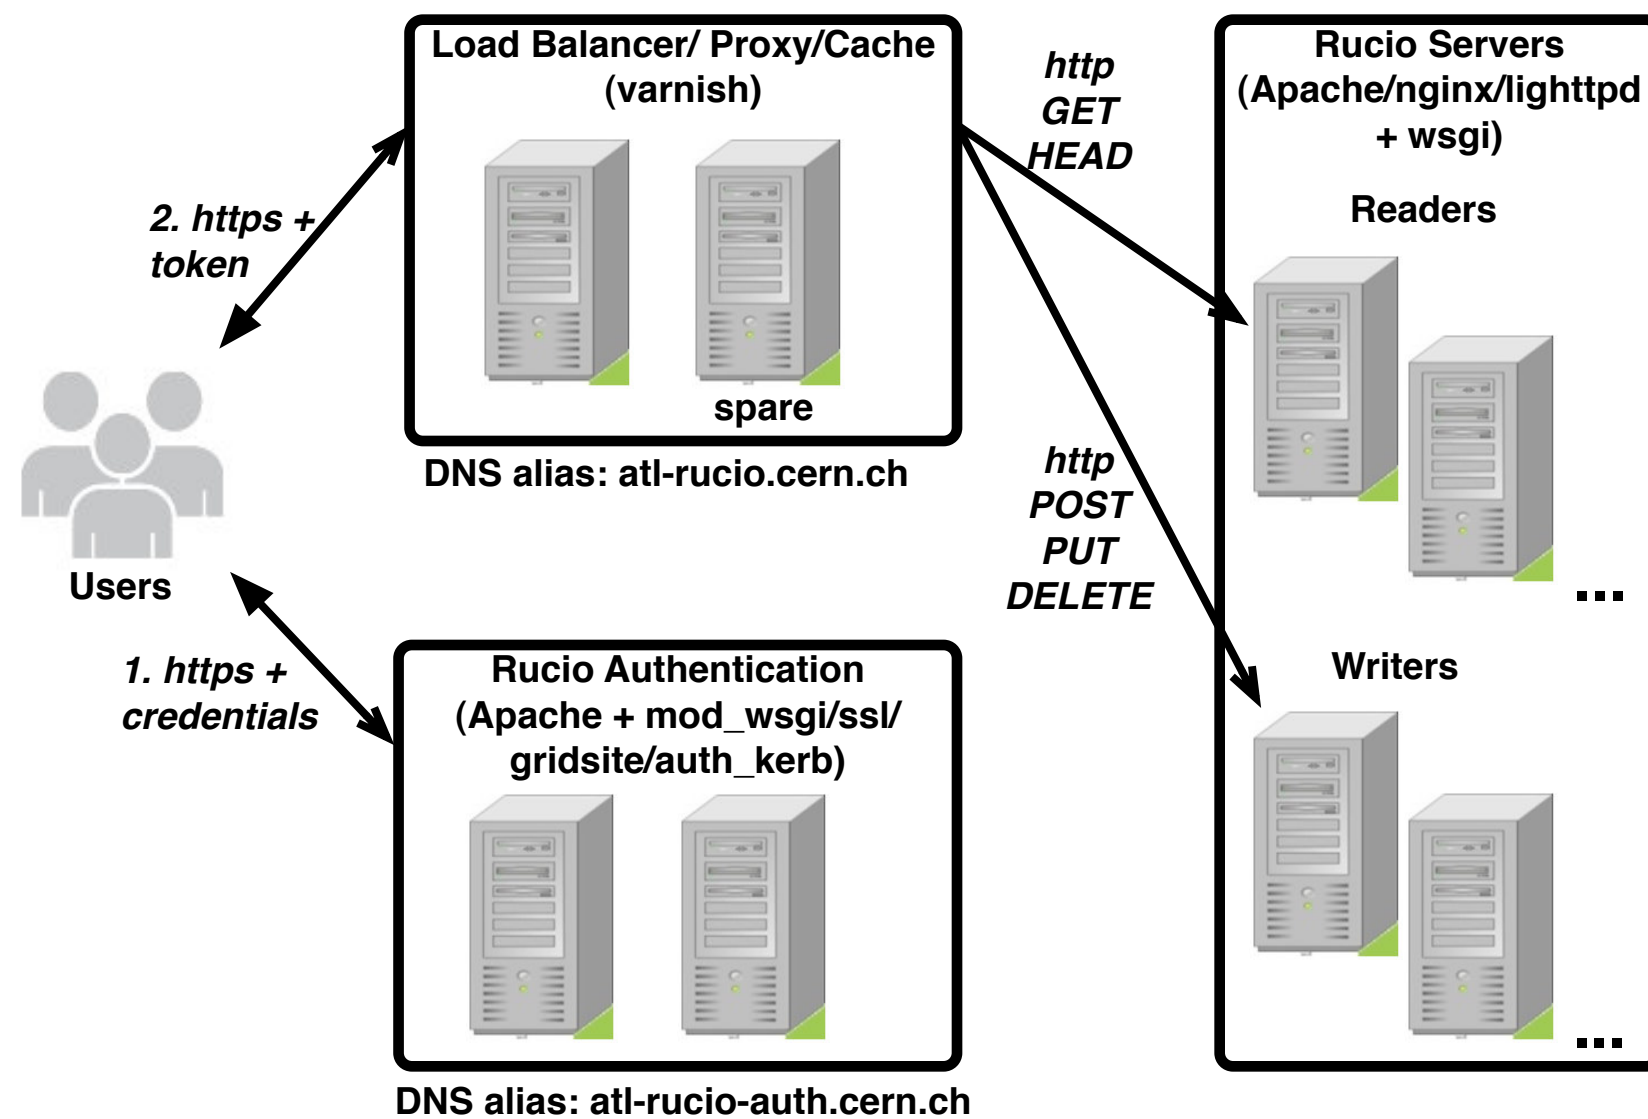 Load Balancer/ Proxy/Cache
(varnish)
spare
DNS alias: atl-rucio.cern.ch
2. https +
token
Users
1. https +
credentials
Rucio Authentication
(Apache + mod_wsgi/ssl/
gridsite/auth_kerb)
DNS alias: atl-rucio-auth.cern.ch
http
GET
HEAD
http
POST
PUT
DELETE
Rucio Servers
(Apache/nginx/lighttpd
+ wsgi)
Readers
...
Writers
...